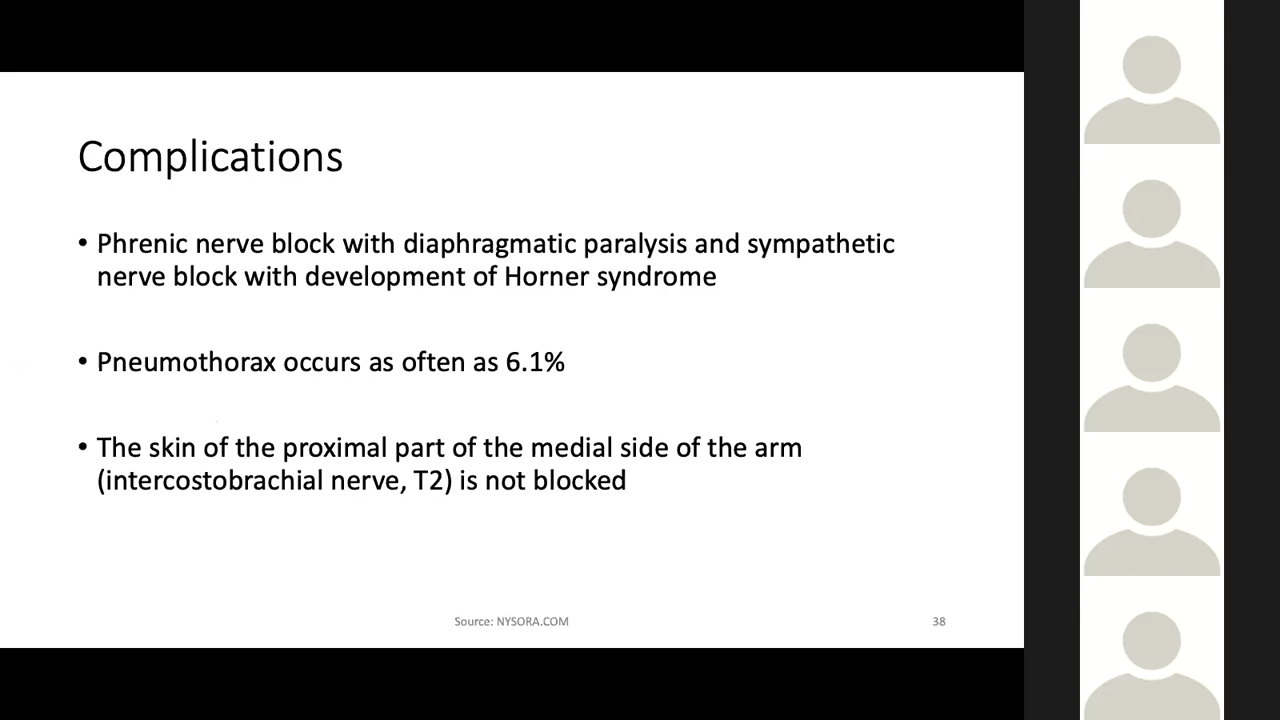 Complications
• Phrenic nerve block with diaphragmatic paralysis and sympathetic
nerve block with development of Horner syndrome
• Pneumothorax occurs as often as 6.1%
• The skin of the proximal part of the medial side of the arm
(intercostobrachial nerve, T2) is not blocked
Source: NYSORA.COM
38